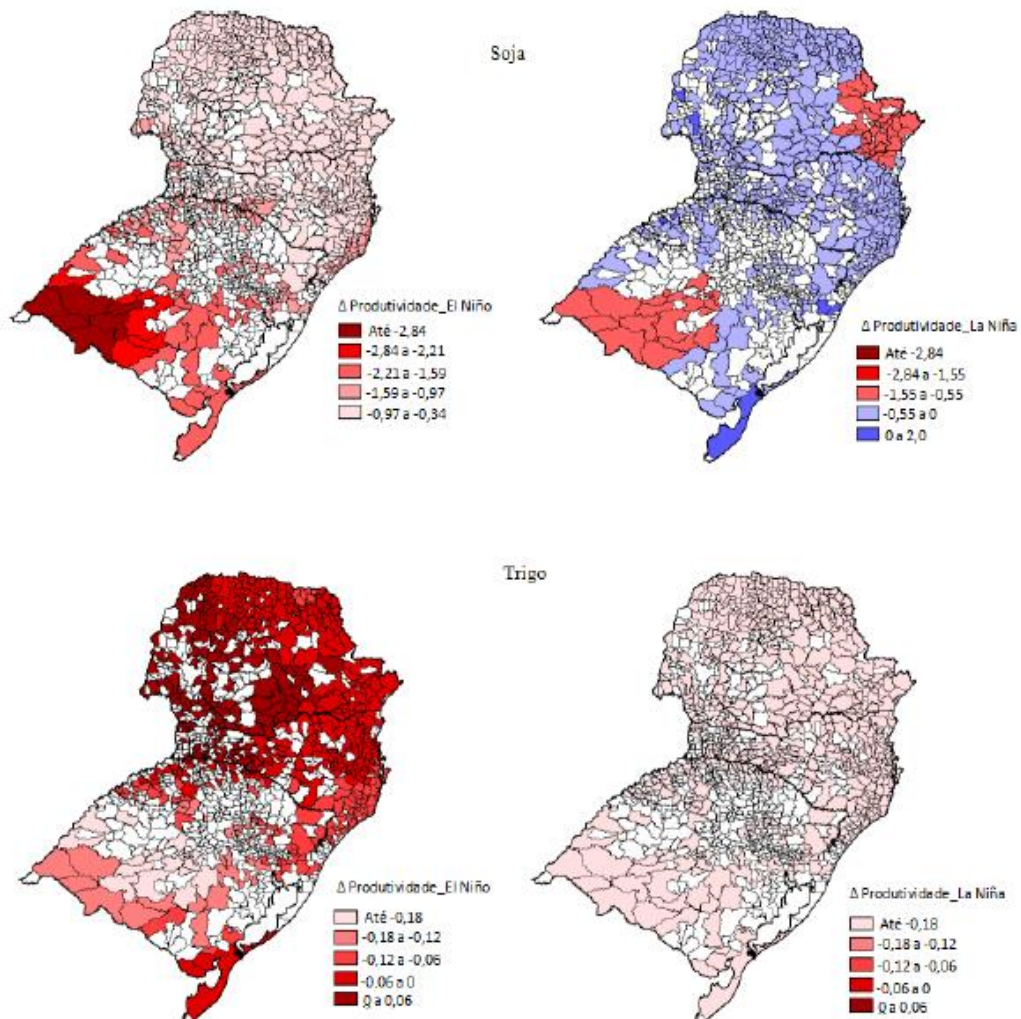 Soja
Δ Produtividade_El Niño
Até -2,84
-2,84 a -2,21
-2,21 a -1,59
-1,59 a -0,97
-0,97 a -0,34
Δ Produtividade_La Niña
Até -2,84
-2,84 a -1,55
-1,55 a -0,55
-0,55 a 0
0 a 2,0
Trigo
Δ Produtividade_El Niño
Até -0,18
-0,18 a -0,12
-0,12 a -0,06
-0,06 a 0
0 a 0,06
Δ Produtividade_La Niña
Até -0,18
-0,18 a -0,12
-0,12 a -0,06
-0,06 a 0
0 a 0,06